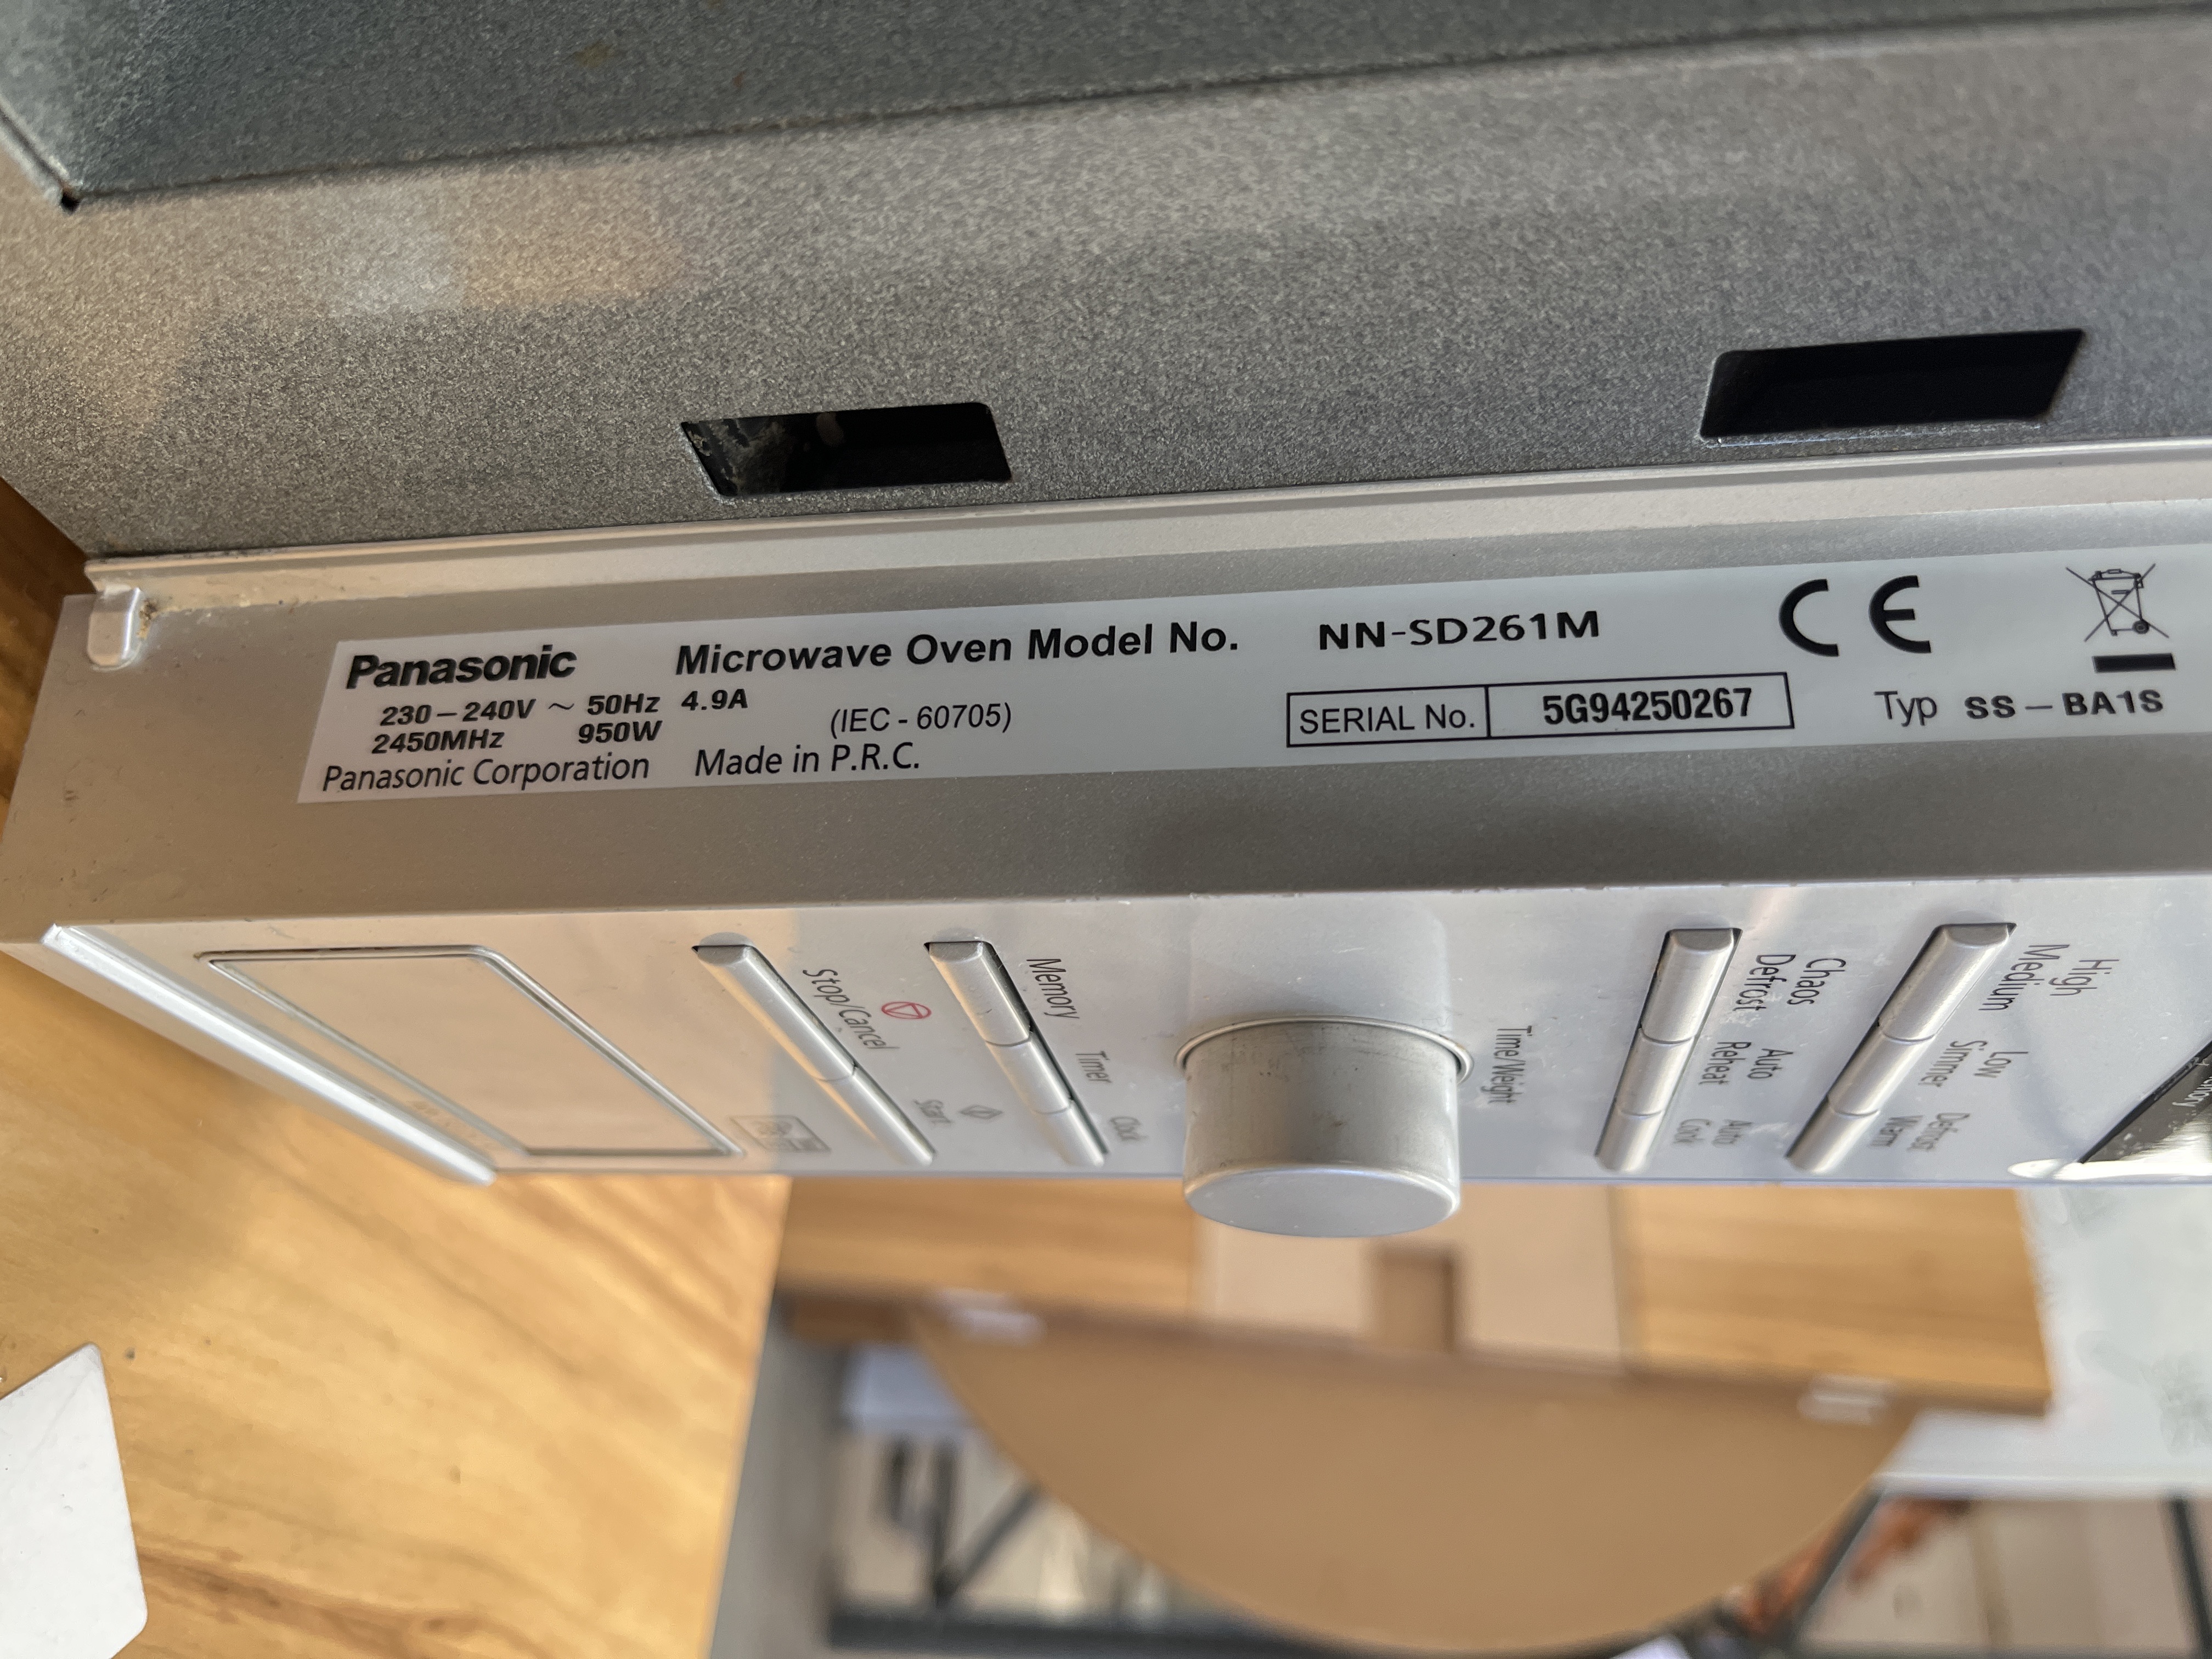 Panasonic Microwave Oven Model No. NN-SD261M
CE
230-240V ~ 50Hz 4.9A
2450MHz 950W (IEC - 60705)
SERIAL No. 5G94250267 Typ SS-BA1S
Panasonic Corporation Made in P.R.C.
High
Medium
Low
Simmer
Defrost
Warm
Chaos
Defrost
Auto
Reheat
Auto
Cook
Time/Weight
Memory
Timer
Clock
Stop/Cancel
Start